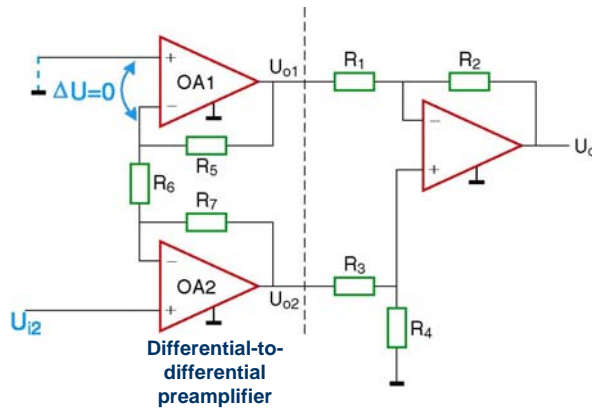 +
OA1
ΔU=0
−
Uo1
R1
R2
R5
R6
−
+
Uo
R7
−
OA2
+
Ui2
Uo2
R3
R4
Differential-to-
differential
preamplifier